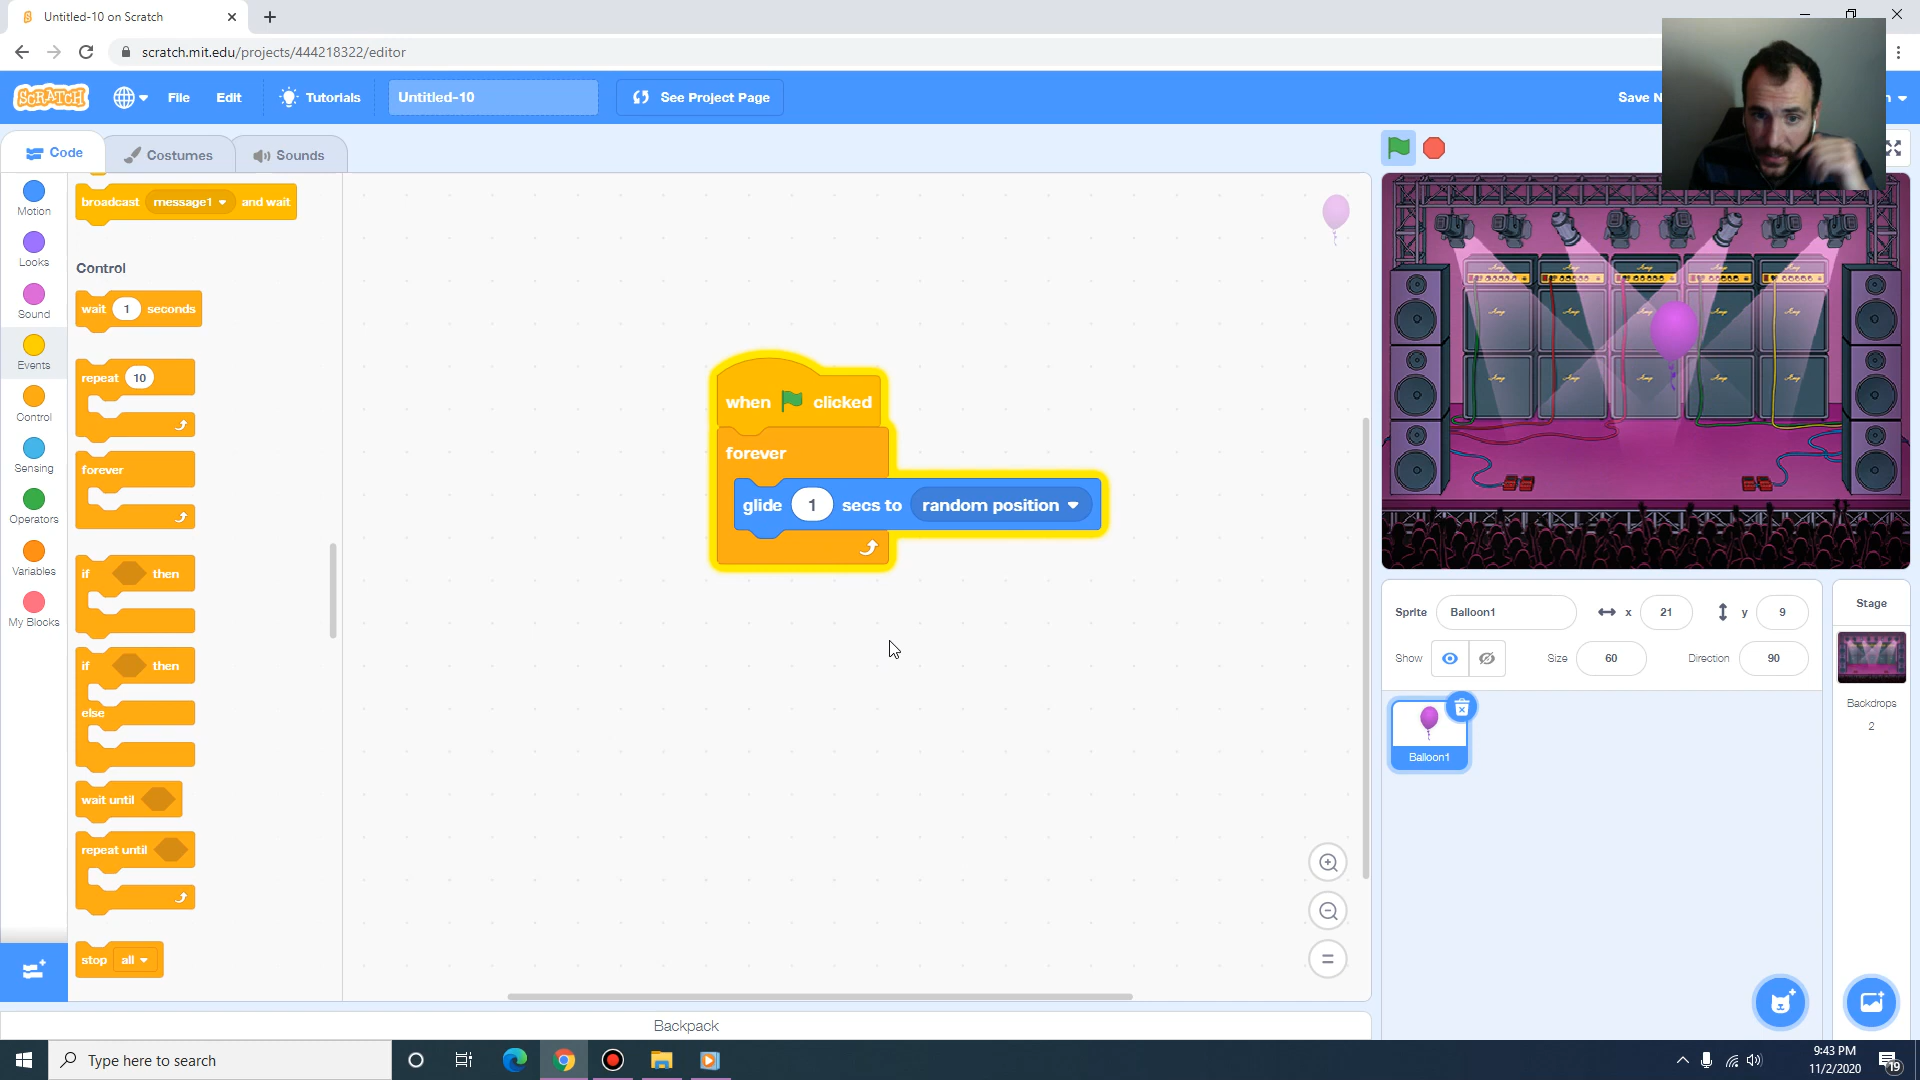 Untitled-10 on Scratch
scratch.mit.edu/projects/444218322/editor
SCRATCH
File
Edit
Tutorials
Untitled-10
See Project Page
Save N
Code
Costumes
Sounds
Motion
Looks
Sound
Events
Control
Sensing
Operators
Variables
My Blocks
broadcast message1 and wait
Control
wait 1 seconds
repeat 10
forever
if then
if then
else
wait until
repeat until
stop all
when clicked
forever
glide 1 secs to random position
Sprite Balloon1 x 21 y 9
Show Size 60 Direction 90
Balloon1
Stage
Backdrops
2
Backpack
Type here to search
9:43 PM
11/2/2020
19